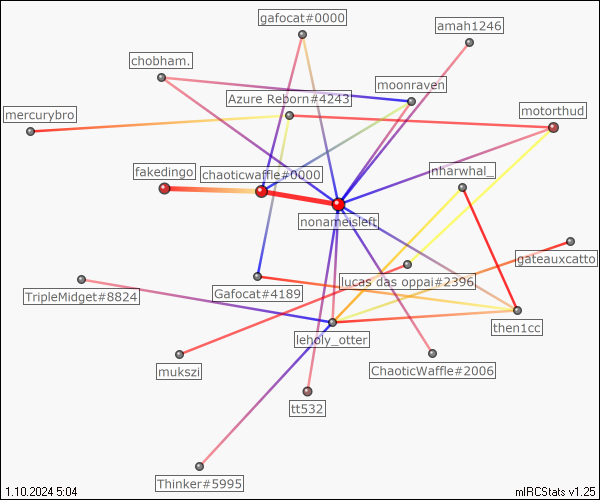 gafocat#0000
amah1246
chobham.
moonraven
Azure Reborn#4243
mercurybro
motorthud
fakedingo
chaoticwaffle#0000
nharwhal_
nonameisleft
gateauxcatto
lucas das oppai#2396
TripleMidget#8824
Gafocat#4189
then1cc
leholy_otter
mukszi
ChaoticWaffle#2006
tt532
Thinker#5995
1.10.2024 5:04
mIRCStats v1.25